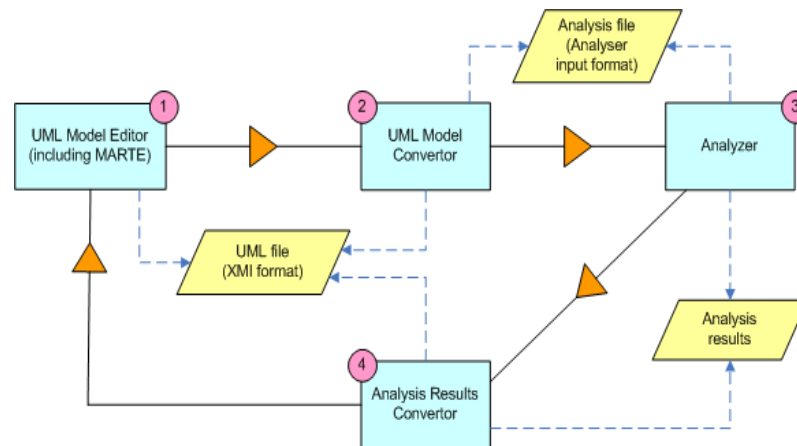 Analysis file
(Analyser
input format)
1
UML Model Editor
(including MARTE)
2
UML Model
Convertor
3
Analyzer
UML file
(XMI format)
Analysis
results
4
Analysis Results
Convertor